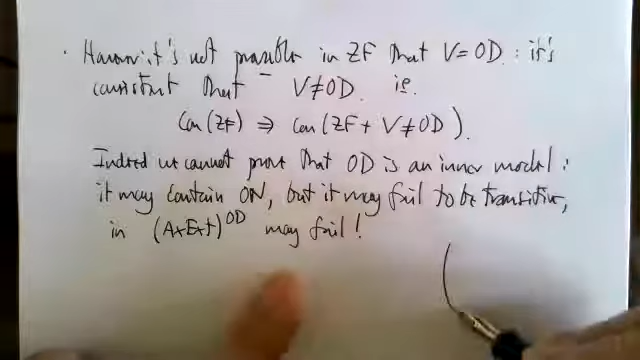 · However it's not provable in ZF that V=OD: it's
consistent that V≠OD. ie.
Con(ZF) ⇒ Con(ZF + V≠OD).
Indeed we cannot prove that OD is an inner model:
it may contain ON, but it may fail to be transitive,
in (AxExt)^OD may fail!